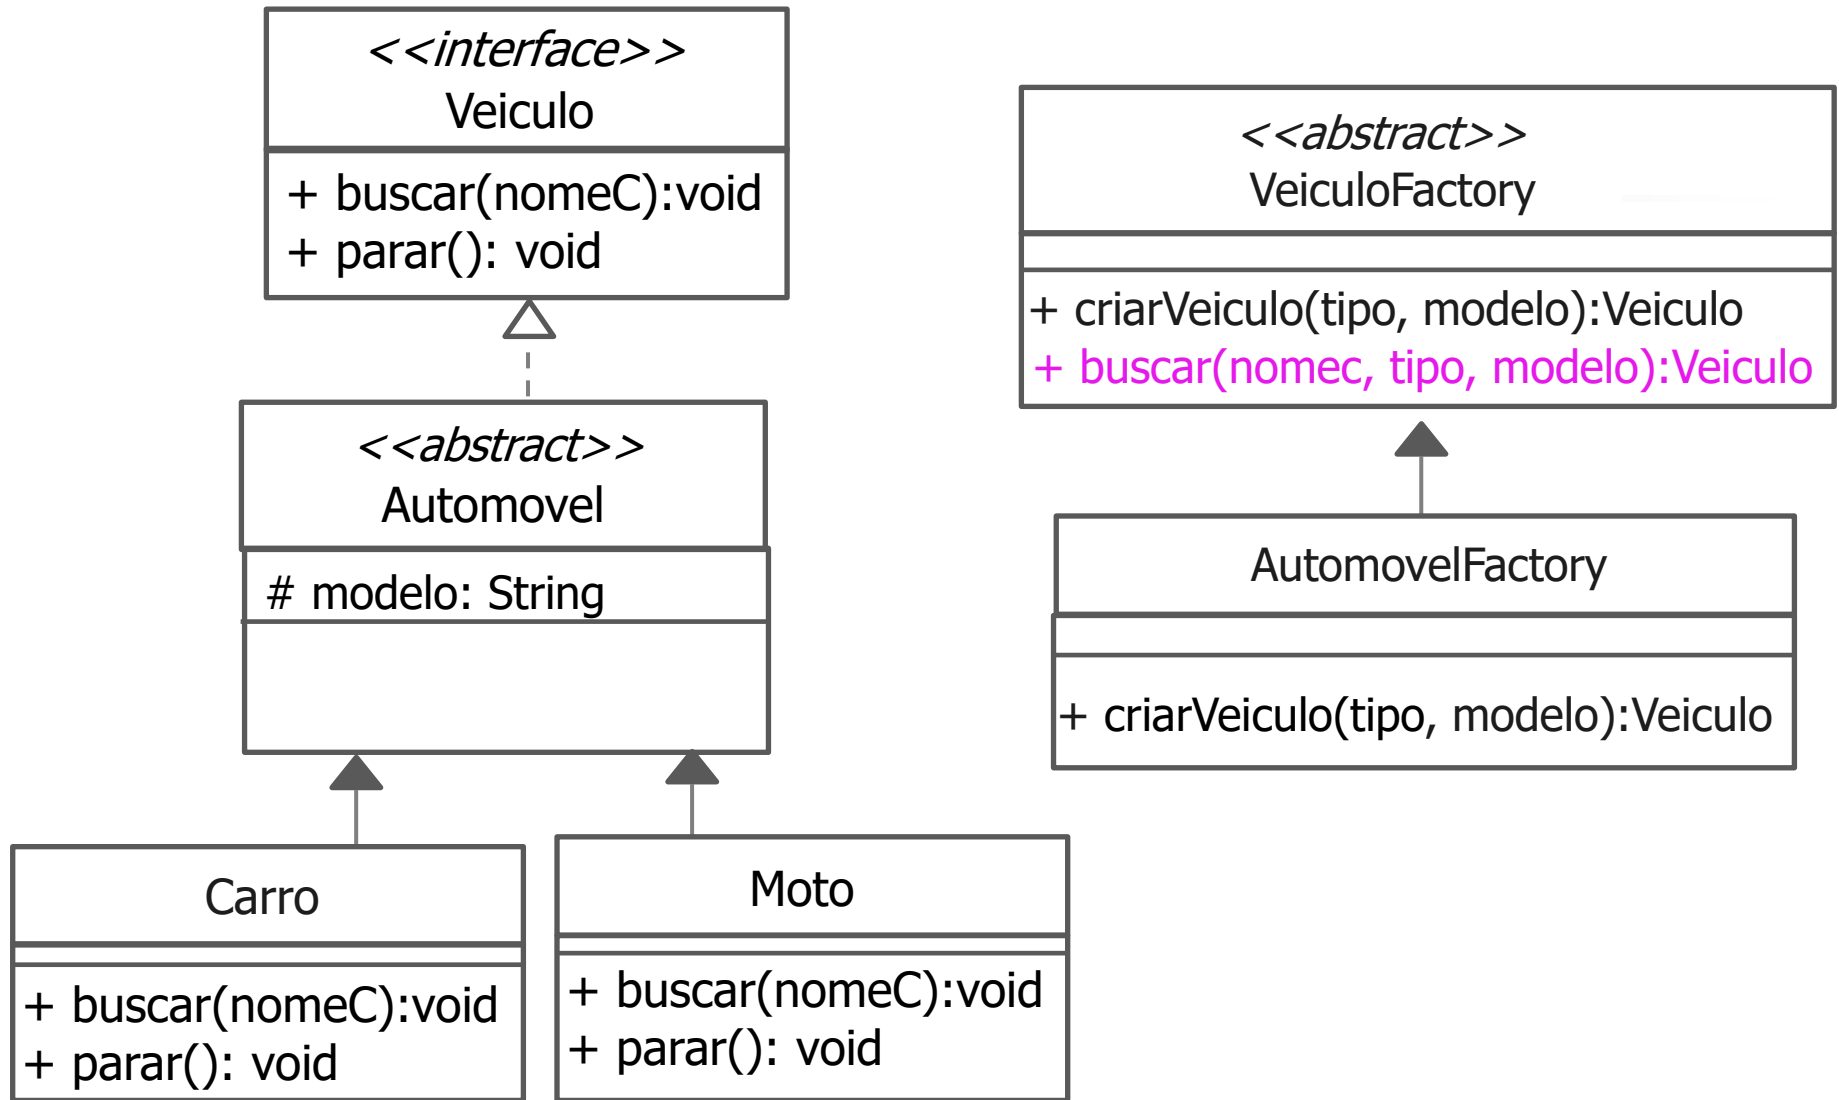 <<interface>>
Veiculo
+ buscar(nomeC):void
+ parar(): void
<<abstract>>
Automovel
# modelo: String
Carro
+ buscar(nomeC):void
+ parar(): void
Moto
+ buscar(nomeC):void
+ parar(): void
<<abstract>>
VeiculoFactory
+ criarVeiculo(tipo, modelo):Veiculo
+ buscar(nomec, tipo, modelo):Veiculo
AutomovelFactory
+ criarVeiculo(tipo, modelo):Veiculo